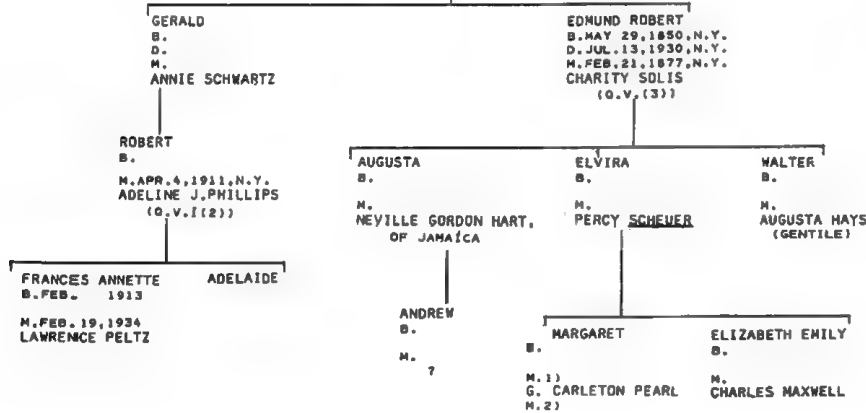 GERALD
B.
D.
M.
ANNIE SCHWARTZ
EDMUND ROBERT
B.MAY 29,1850,N.Y.
D.JUL.13,1930,N.Y.
M.FEB.21,1877,N.Y.
CHARITY SOLIS
(Q.V.(3))
ROBERT
B.
M.APR.4,1911,N.Y.
ADELINE J.PHILLIPS
(Q.V.I(2))
AUGUSTA
B.
M.
NEVILLE GORDON HART,
OF JAMAICA
ELVIRA
B.
M.
PERCY SCHEUER
WALTER
B.
M.
AUGUSTA HAYS
(GENTILE)
FRANCES ANNETTE
B.FEB. 1913
M.FEB.19,1934
LAWRENCE PELTZ
ADELAIDE
ANDREW
B.
M.
?
MARGARET
B.
M.1)
G. CARLETON PEARL
M.2)
ELIZABETH EMILY
B.
M.
CHARLES MAXWELL